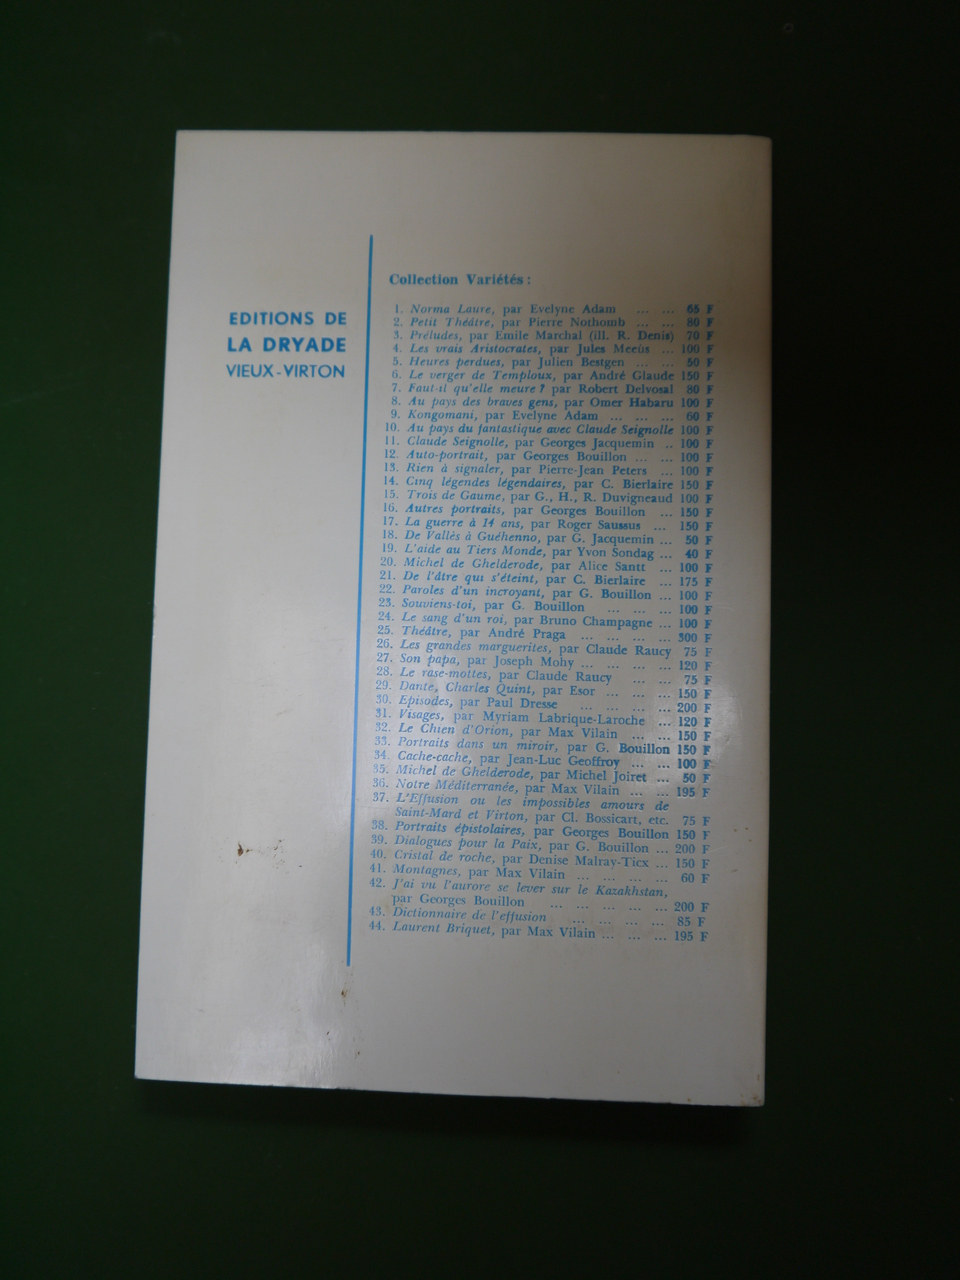 EDITIONS DE
LA DRYADE
VIEUX-VIRTON
Collection Variétés :
1. Norma Laure, par Evelyne Adam ... ... 65 F
2. Petit Théâtre, par Pierre Nothomb ... ... 80 F
3. Préludes, par Emile Marchal (ill. R. Denis) 70 F
4. Les vrais Aristocrates, par Jules Meeùs ... 100 F
5. Heures perdues, par Julien Bestgen ... ... 50 F
6. Le verger de Temploux, par André Glaude 150 F
7. Faut-il qu'elle meure ? par Robert Delvosal 80 F
8. Au pays des braves gens, par Omer Habaru 100 F
9. Kongomani, par Evelyne Adam ... ... ... 60 F
10. Au pays du fantastique avec Claude Seignolle 100 F
11. Claude Seignolle, par Georges Jacquemin .. 100 F
12. Auto-portrait, par Georges Bouillon ... ... 100 F
13. Rien à signaler, par Pierre-Jean Peters ... 100 F
14. Cinq légendes légendaires, par C. Bierlaire 150 F
15. Trois de Gaume, par G., H., R. Duvigneaud 100 F
16. Autres portraits, par Georges Bouillon ... 150 F
17. La guerre à 14 ans, par Roger Saussus ... 150 F
18. De Vallès à Guéhenno, par G. Jacquemin ... 50 F
19. L'aide au Tiers Monde, par Yvon Sondag ... 40 F
20. Michel de Ghelderode, par Alice Santt ... 100 F
21. De l'âtre qui s'éteint, par C. Bierlaire ... 175 F
22. Paroles d'un incroyant, par G. Bouillon ... 100 F
23. Souviens-toi, par G. Bouillon ... ... ... 100 F
24. Le sang d'un roi, par Bruno Champagne ... 100 F
25. Théâtre, par André Praga ... ... ... ... 300 F
26. Les grandes marguerites, par Claude Raucy 75 F
27. Son papa, par Joseph Mohy ... ... ... ... 120 F
28. Le rase-mottes, par Claude Raucy ... ... 75 F
29. Dante, Charles Quint, par Esor ... ... ... 150 F
30. Episodes, par Paul Dresse ... ... ... ... 200 F
31. Visages, par Myriam Labrique-Laroche ... 120 F
32. Le Chien d'Orion, par Max Vilain ... ... 150 F
33. Portraits dans un miroir, par G. Bouillon 150 F
34. Cache-cache, par Jean-Luc Geoffroy ... ... 100 F
35. Michel de Ghelderode, par Michel Joiret ... 50 F
36. Notre Méditerranée, par Max Vilain ... ... 195 F
37. L'Effusion ou les impossibles amours de
Saint-Mard et Virton, par Cl. Bossicart, etc. 75 F
38. Portraits épistolaires, par Georges Bouillon 150 F
39. Dialogues pour la Paix, par G. Bouillon ... 200 F
40. Cristal de roche, par Denise Malray-Ticx ... 150 F
41. Montagnes, par Max Vilain ... ... ... ... 60 F
42. J'ai vu l'aurore se lever sur le Kazakhstan,
par Georges Bouillon ... ... ... ... ... 200 F
43. Dictionnaire de l'effusion ... ... ... 85 F
44. Laurent Briquet, par Max Vilain ... ... ... 195 F